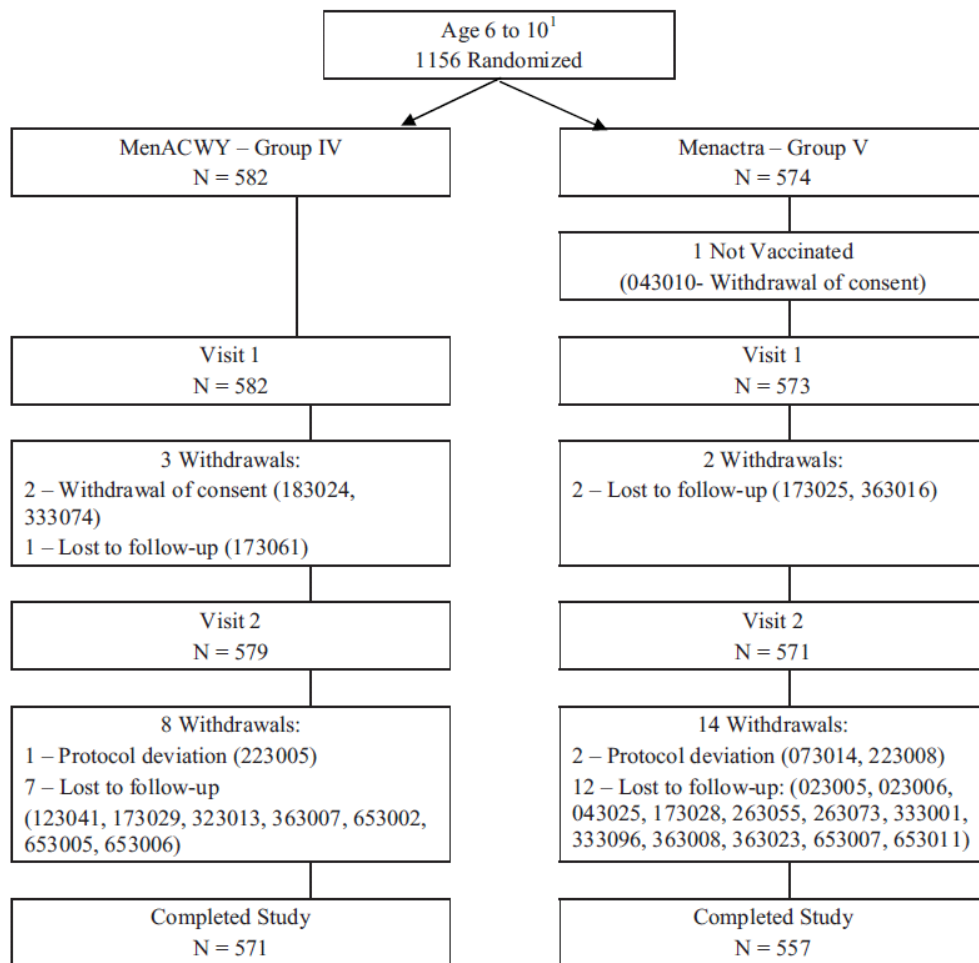 Age 6 to 10¹
1156 Randomized
MenACWY – Group IV
N = 582
Menactra – Group V
N = 574
1 Not Vaccinated
(043010- Withdrawal of consent)
Visit 1
N = 582
Visit 1
N = 573
3 Withdrawals:
2 – Withdrawal of consent (183024,
333074)
1 – Lost to follow-up (173061)
2 Withdrawals:
2 – Lost to follow-up (173025, 363016)
Visit 2
N = 579
Visit 2
N = 571
8 Withdrawals:
1 – Protocol deviation (223005)
7 – Lost to follow-up
(123041, 173029, 323013, 363007, 653002,
653005, 653006)
14 Withdrawals:
2 – Protocol deviation (073014, 223008)
12 – Lost to follow-up: (023005, 023006,
043025, 173028, 263055, 263073, 333001,
333096, 363008, 363023, 653007, 653011)
Completed Study
N = 571
Completed Study
N = 557